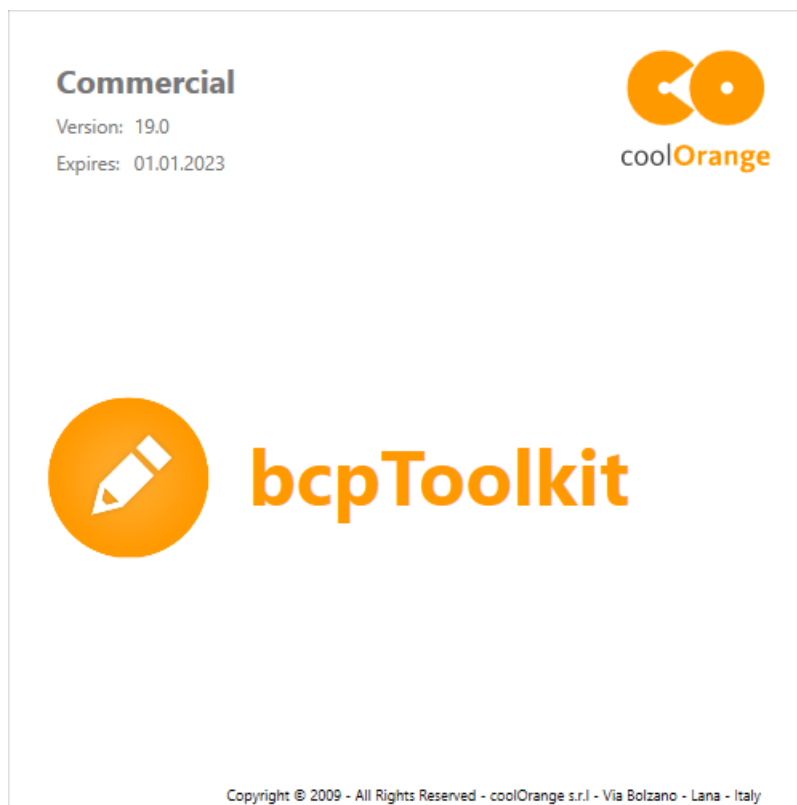 Commercial
Version: 19.0
Expires: 01.01.2023
CO
coolOrange
bcpToolkit
Copyright © 2009 - All Rights Reserved - coolOrange s.r.l - Via Bolzano - Lana - Italy